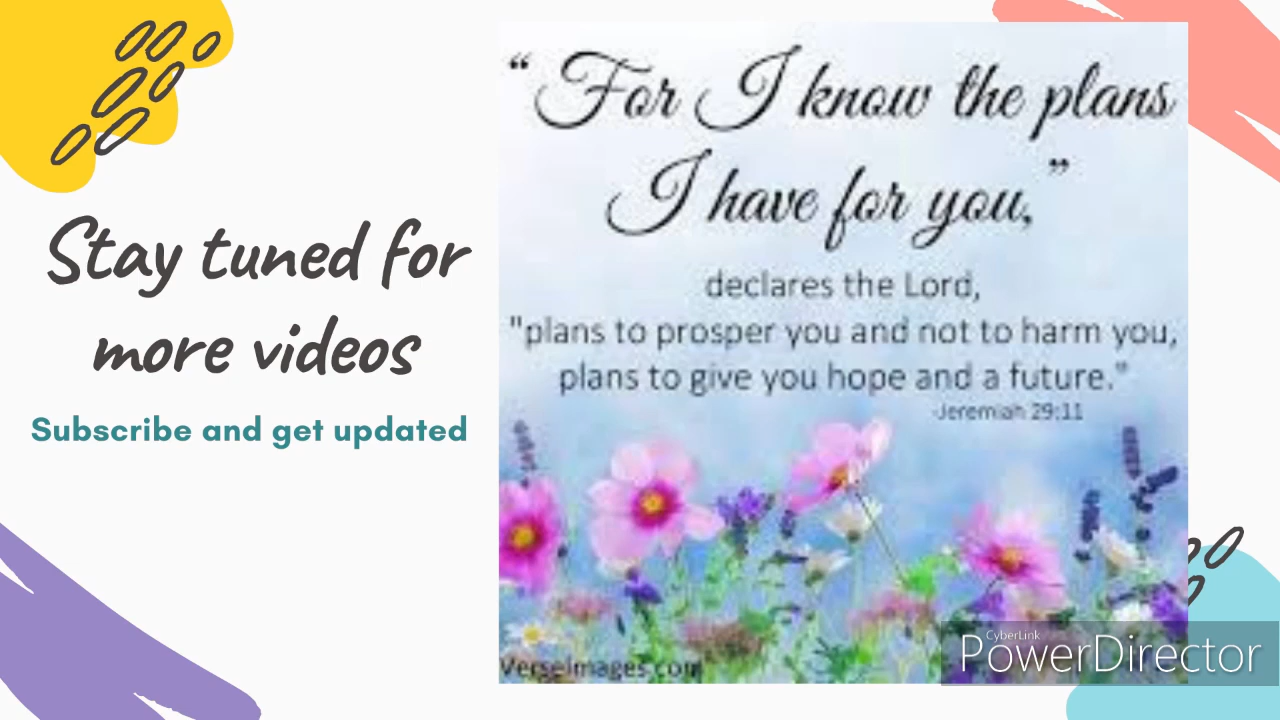 Stay tuned for
more videos
Subscribe and get updated
“For I know the plans
I have for you,”
declares the Lord,
"plans to prosper you and not to harm you,
plans to give you hope and a future."
-Jeremiah 29:11
VerseImages.com
CyberLink
PowerDirector